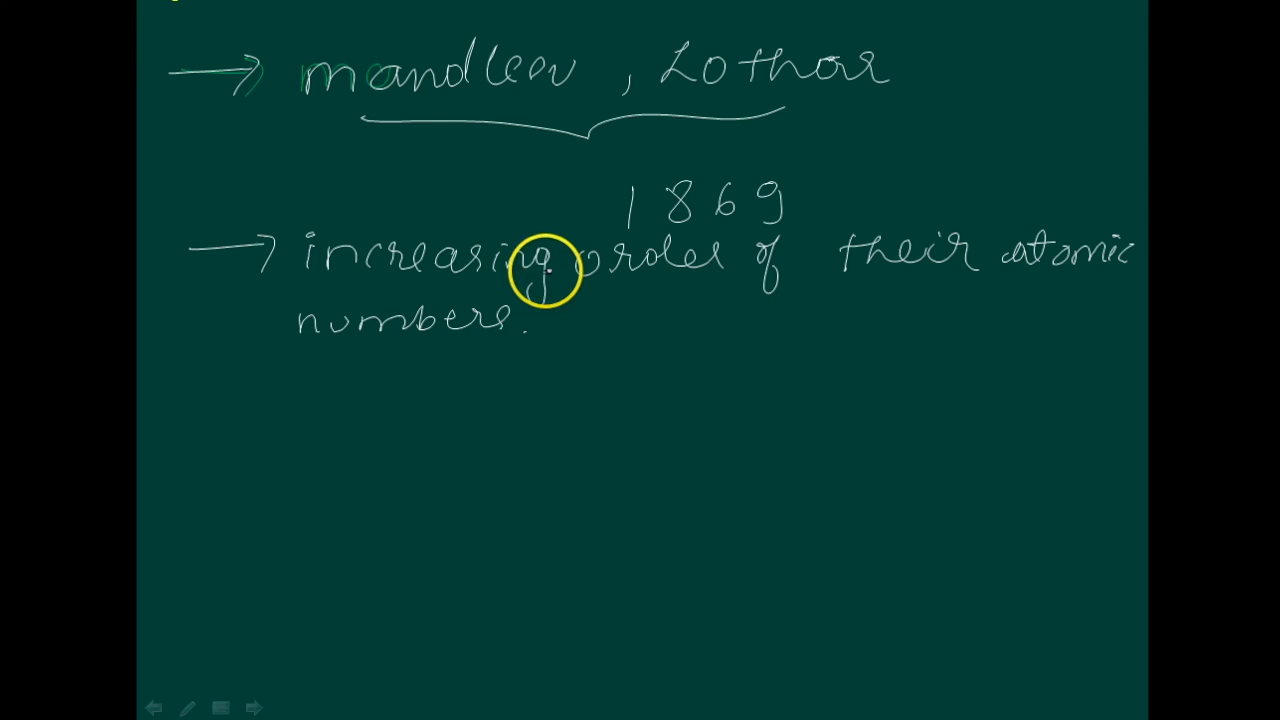 → mandleev , Lothar
1869
→ increasing order of their atomic
numbers.